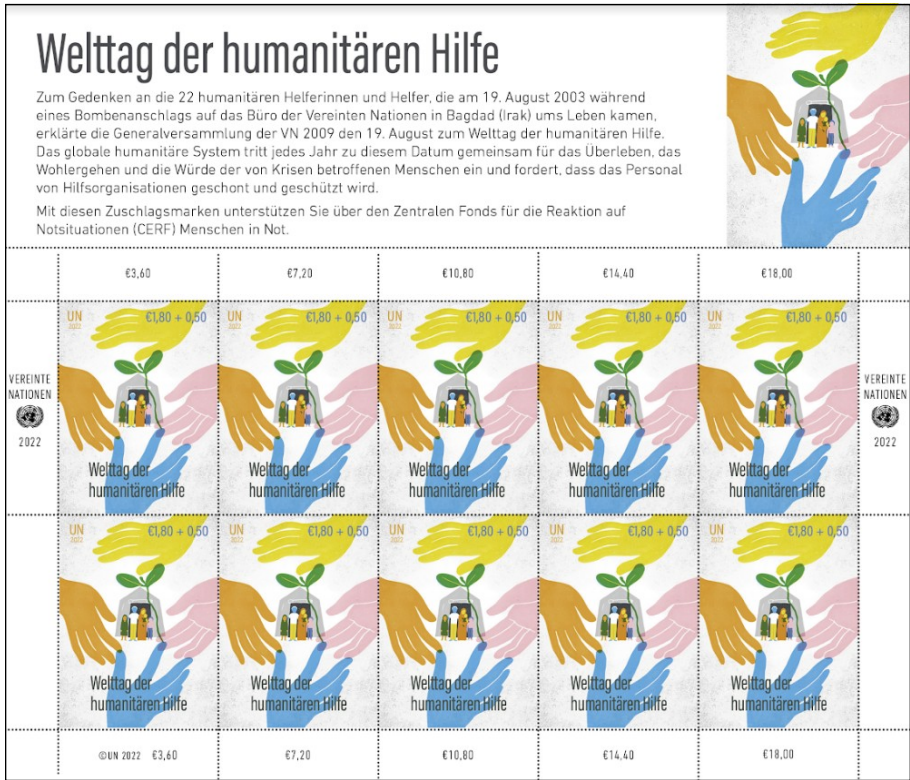 Welttag der humanitären Hilfe
Zum Gedenken an die 22 humanitären Helferinnen und Helfer, die am 19. August 2003 während
eines Bombenanschlags auf das Büro der Vereinten Nationen in Bagdad (Irak) ums Leben kamen,
erklärte die Generalversammlung der VN 2009 den 19. August zum Welttag der humanitären Hilfe.
Das globale humanitäre System tritt jedes Jahr zu diesem Datum gemeinsam für das Überleben, das
Wohlergehen und die Würde der von Krisen betroffenen Menschen ein und fordert, dass das Personal
von Hilfsorganisationen geschont und geschützt wird.
Mit diesen Zuschlagsmarken unterstützen Sie über den Zentralen Fonds für die Reaktion auf
Notsituationen (CERF) Menschen in Not.
€3,60 €7,20 €10,80 €14,40 €18,00
UN €1,80 + 0,50 UN €1,80 + 0,50 UN €1,80 + 0,50 UN €1,80 + 0,50 UN €1,80 + 0,50
2022 2022 2022 2022 2022
VEREINTE VEREINTE
NATIONEN NATIONEN
2022 2022
Welttag der Welttag der Welttag der Welttag der Welttag der
humanitären Hilfe humanitären Hilfe humanitären Hilfe humanitären Hilfe humanitären Hilfe
UN €1,80 + 0,50 UN €1,80 + 0,50 UN €1,80 + 0,50 UN €1,80 + 0,50 UN €1,80 + 0,50
2022 2022 2022 2022 2022
Welttag der Welttag der Welttag der Welttag der Welttag der
humanitären Hilfe humanitären Hilfe humanitären Hilfe humanitären Hilfe humanitären Hilfe
©UN 2022 €3,60 €7,20 €10,80 €14,40 €18,00